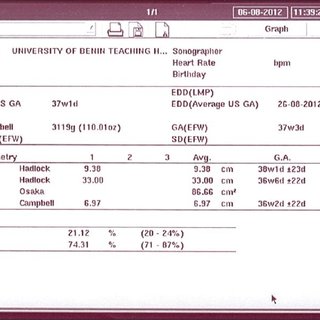 1/1 06-08-2012 11:39:2
Graph
UNIVERSITY OF BENIN TEACHING H... Sonographer
Heart Rate bpm
Birthday
EDD(LMP)
S GA 37w1d EDD(Average US GA) 26-08-2012
bell 3119g (110.01oz) GA(EFW) 37w3d
(EFW) SD(EFW)
etry 1 2 3 Avg. G.A.
Hadlock 9.38 9.38 cm 38w1d ±23d
Hadlock 33.00 33.00 cm 36w6d ±22d
Osaka 86.66 cm²
Campbell 6.97 6.97 cm 36w2d ±22d
21.12 % (20 - 24%)
74.31 % (71 - 87%)